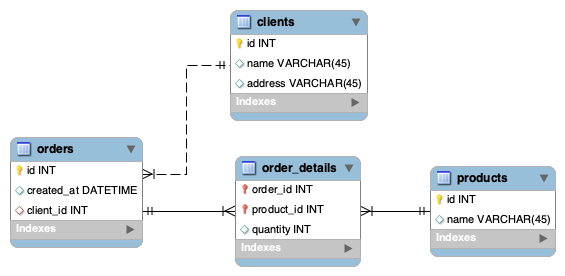 clients
id INT
name VARCHAR(45)
address VARCHAR(45)
Indexes
orders
id INT
created_at DATETIME
client_id INT
Indexes
order_details
order_id INT
product_id INT
quantity INT
Indexes
products
id INT
name VARCHAR(45)
Indexes